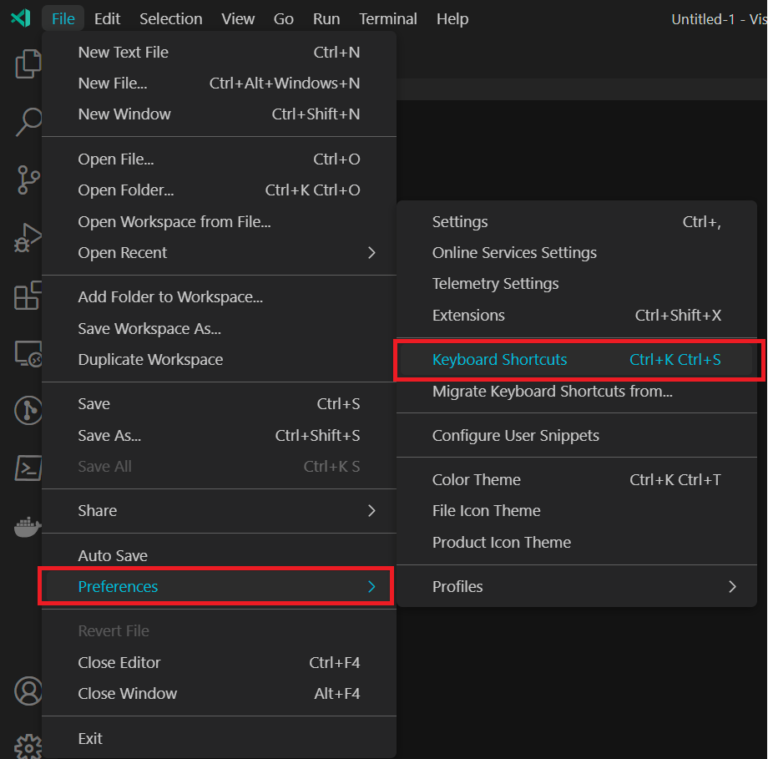 File Edit Selection View Go Run Terminal Help Untitled-1 - Vis
New Text File Ctrl+N
New File... Ctrl+Alt+Windows+N
New Window Ctrl+Shift+N
Open File... Ctrl+O
Open Folder... Ctrl+K Ctrl+O
Open Workspace from File...
Open Recent
Add Folder to Workspace...
Save Workspace As...
Duplicate Workspace
Save Ctrl+S
Save As... Ctrl+Shift+S
Save All Ctrl+K S
Share
Auto Save
Preferences
Revert File
Close Editor Ctrl+F4
Close Window Alt+F4
Exit
Settings Ctrl+,
Online Services Settings
Telemetry Settings
Extensions Ctrl+Shift+X
Keyboard Shortcuts Ctrl+K Ctrl+S
Migrate Keyboard Shortcuts from...
Configure User Snippets
Color Theme Ctrl+K Ctrl+T
File Icon Theme
Product Icon Theme
Profiles